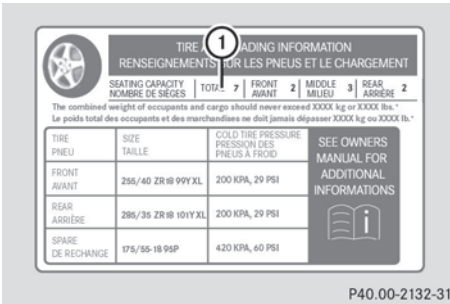 TIRE AND LOADING INFORMATION
RENSEIGNEMENTS SUR LES PNEUS ET LE CHARGEMENT
1
SEATING CAPACITY TOTAL 7 FRONT 2 MIDDLE 3 REAR 2
NOMBRE DE SIÈGES AVANT MILIEU ARRIÈRE
The combined weight of occupants and cargo should never exceed XXXX kg or XXXX lbs.*
Le poids total des occupants et des marchandises ne doit jamais dépasser XXXX kg ou XXXX lb.*
TIRE SIZE COLD TIRE PRESSURE
PNEU TAILLE PRESSION DES
PNEUS À FROID
SEE OWNERS
MANUAL FOR
ADDITIONAL
INFORMATIONS
FRONT
AVANT 255/40 ZR18 99Y XL 200 KPA, 29 PSI
REAR
ARRIÈRE 285/35 ZR18 101Y XL 200 KPA, 29 PSI
SPARE
DE RECHANGE 175/55-18 95P 420 KPA, 60 PSI
i
P40.00-2132-31